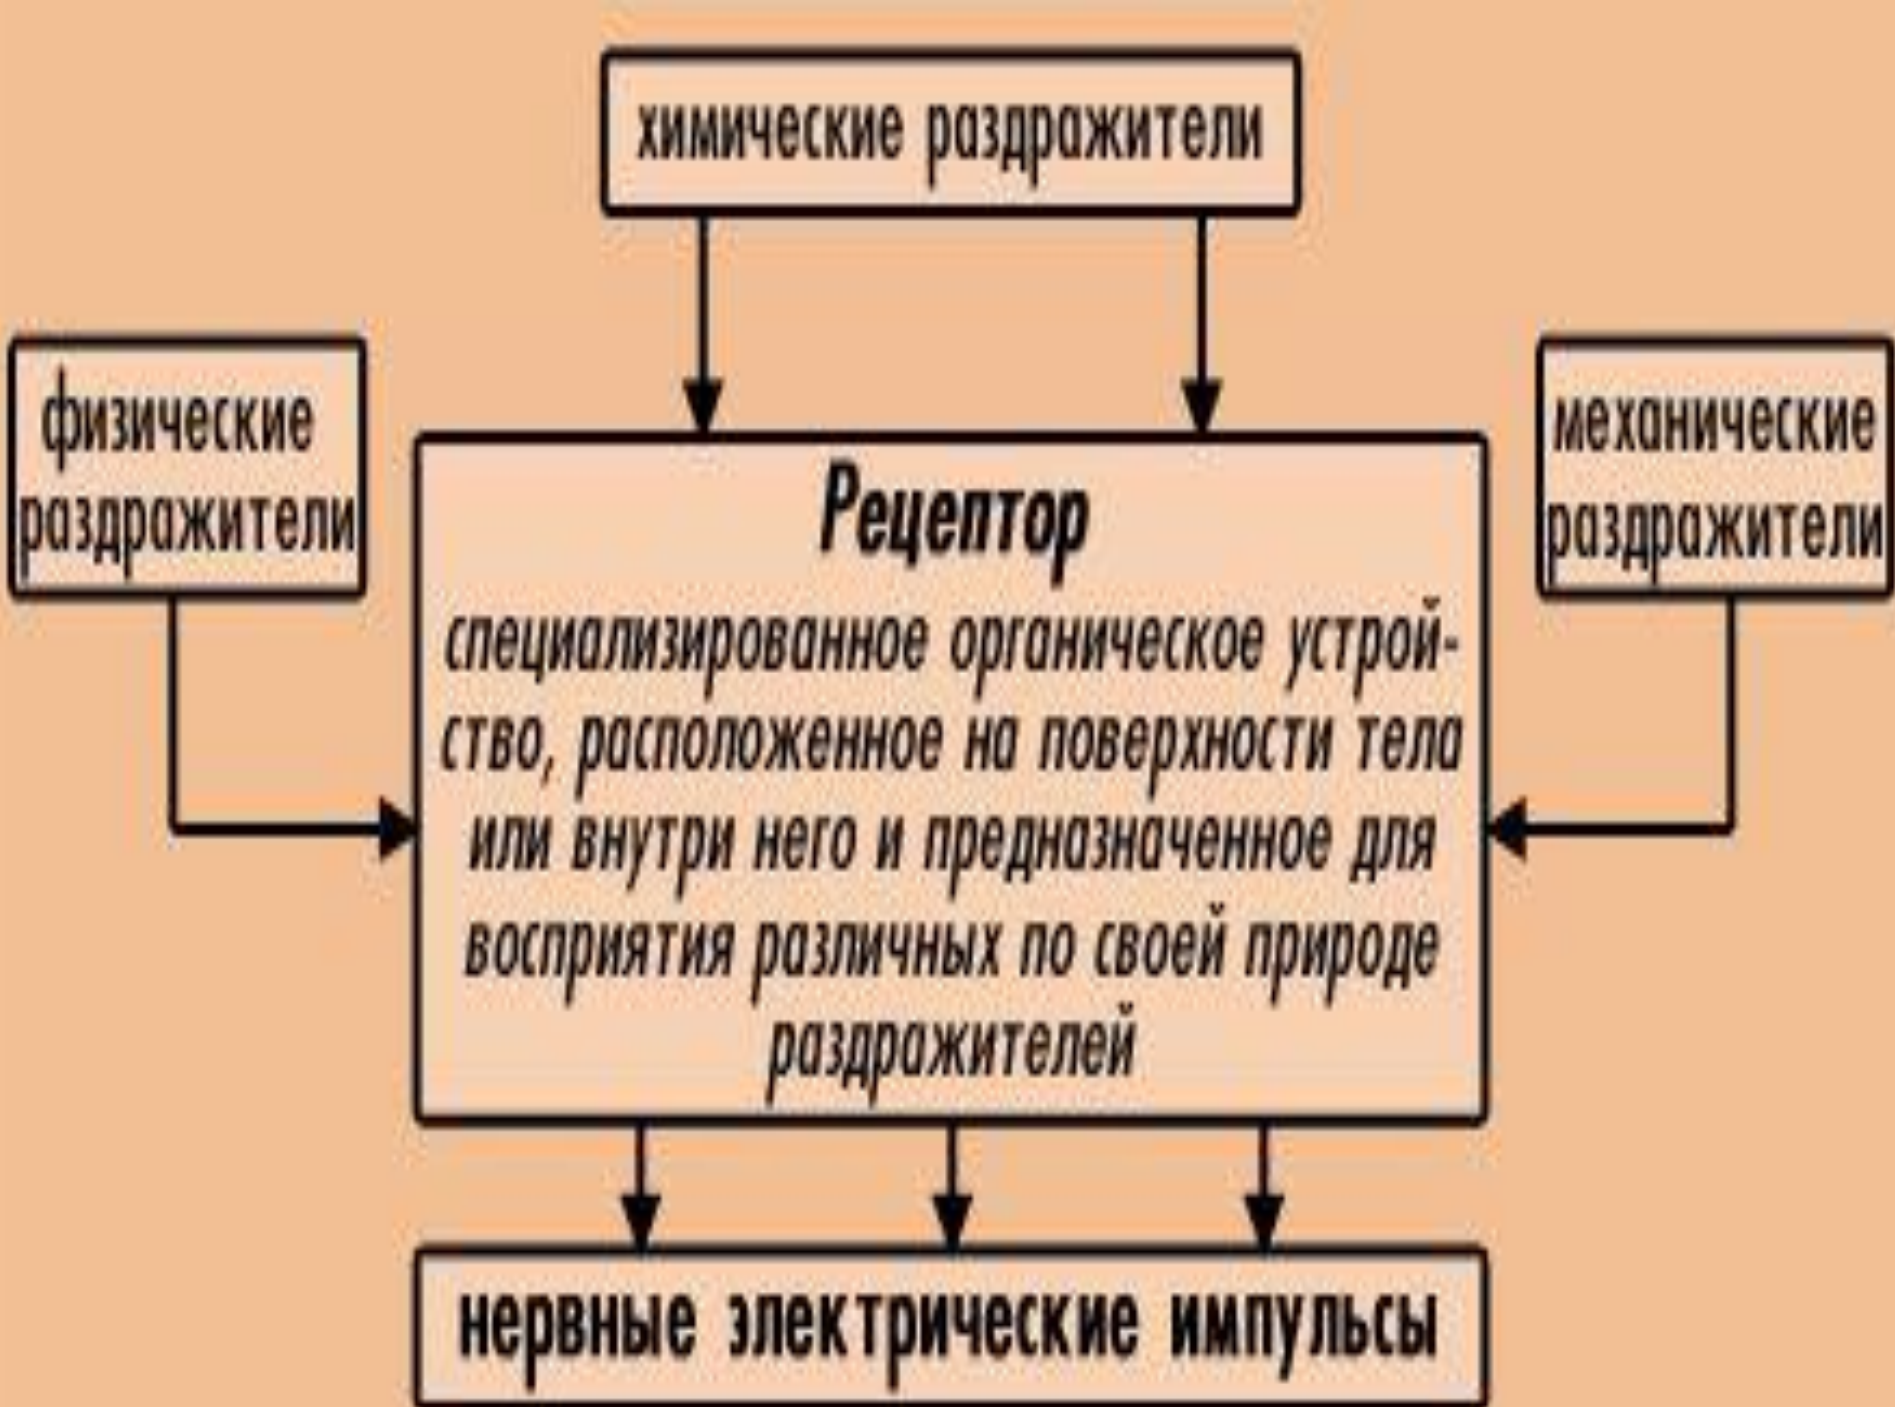 химические раздражители
физические
раздражители
механические
раздражители
Рецептор
специализированное органическое устрой-
ство, расположенное на поверхности тела
или внутри него и предназначенное для
восприятия различных по своей природе
раздражителей
нервные электрические импульсы